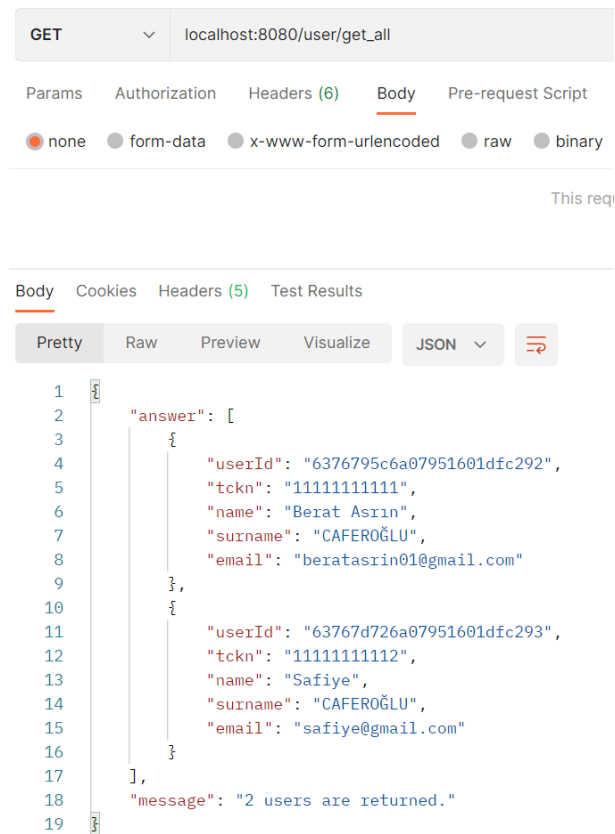 GET localhost:8080/user/get_all
Params Authorization Headers (6) Body Pre-request Script
none form-data x-www-form-urlencoded raw binary
This requ
Body Cookies Headers (5) Test Results
Pretty Raw Preview Visualize JSON
1 {
2 "answer": [
3 {
4 "userId": "6376795c6a07951601dfc292",
5 "tckn": "11111111111",
6 "name": "Berat Asrın",
7 "surname": "CAFEROĞLU",
8 "email": "beratasrin01@gmail.com"
9 },
10 {
11 "userId": "63767d726a07951601dfc293",
12 "tckn": "11111111112",
13 "name": "Safiye",
14 "surname": "CAFEROĞLU",
15 "email": "safiye@gmail.com"
16 }
17 ],
18 "message": "2 users are returned."
19 }